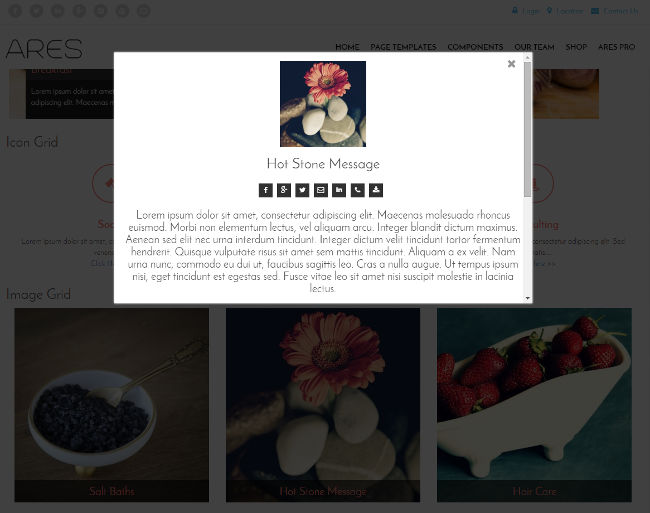 Login Location Contact Us
ARES
HOME PAGE TEMPLATES COMPONENTS OUR TEAM SHOP ARES PRO
Breakfast
Lorem ipsum dolor sit amet,
adipiscing elit. Maecenas m
Hot Stone Message
Lorem ipsum dolor sit amet, consectetur adipiscing elit. Maecenas malesuada rhoncus
euismod. Morbi non elementum lectus, vel aliquam arcu. Integer blandit dictum maximus.
Aenean sed elit nec urna interdum tincidunt. Integer dictum velit tincidunt tortor fermentum
hendrerit. Quisque vulputate risus sit amet sem mattis tincidunt. Aliquam a ex velit. Nam
urna nunc, commodo eu dui ut, faucibus sagittis leo. Cras a nulla augue. Ut tempus ipsum
nisi, eget tincidunt est egestas sed. Fusce vitae leo sit amet nisi suscipit molestie in lacinia
lectus.
Icon Grid
Lorem ipsum dolor sit amet,
consectetur adipiscing elit. Sed
Image Grid
Salt Baths
Hot Stone Message
Hair Care